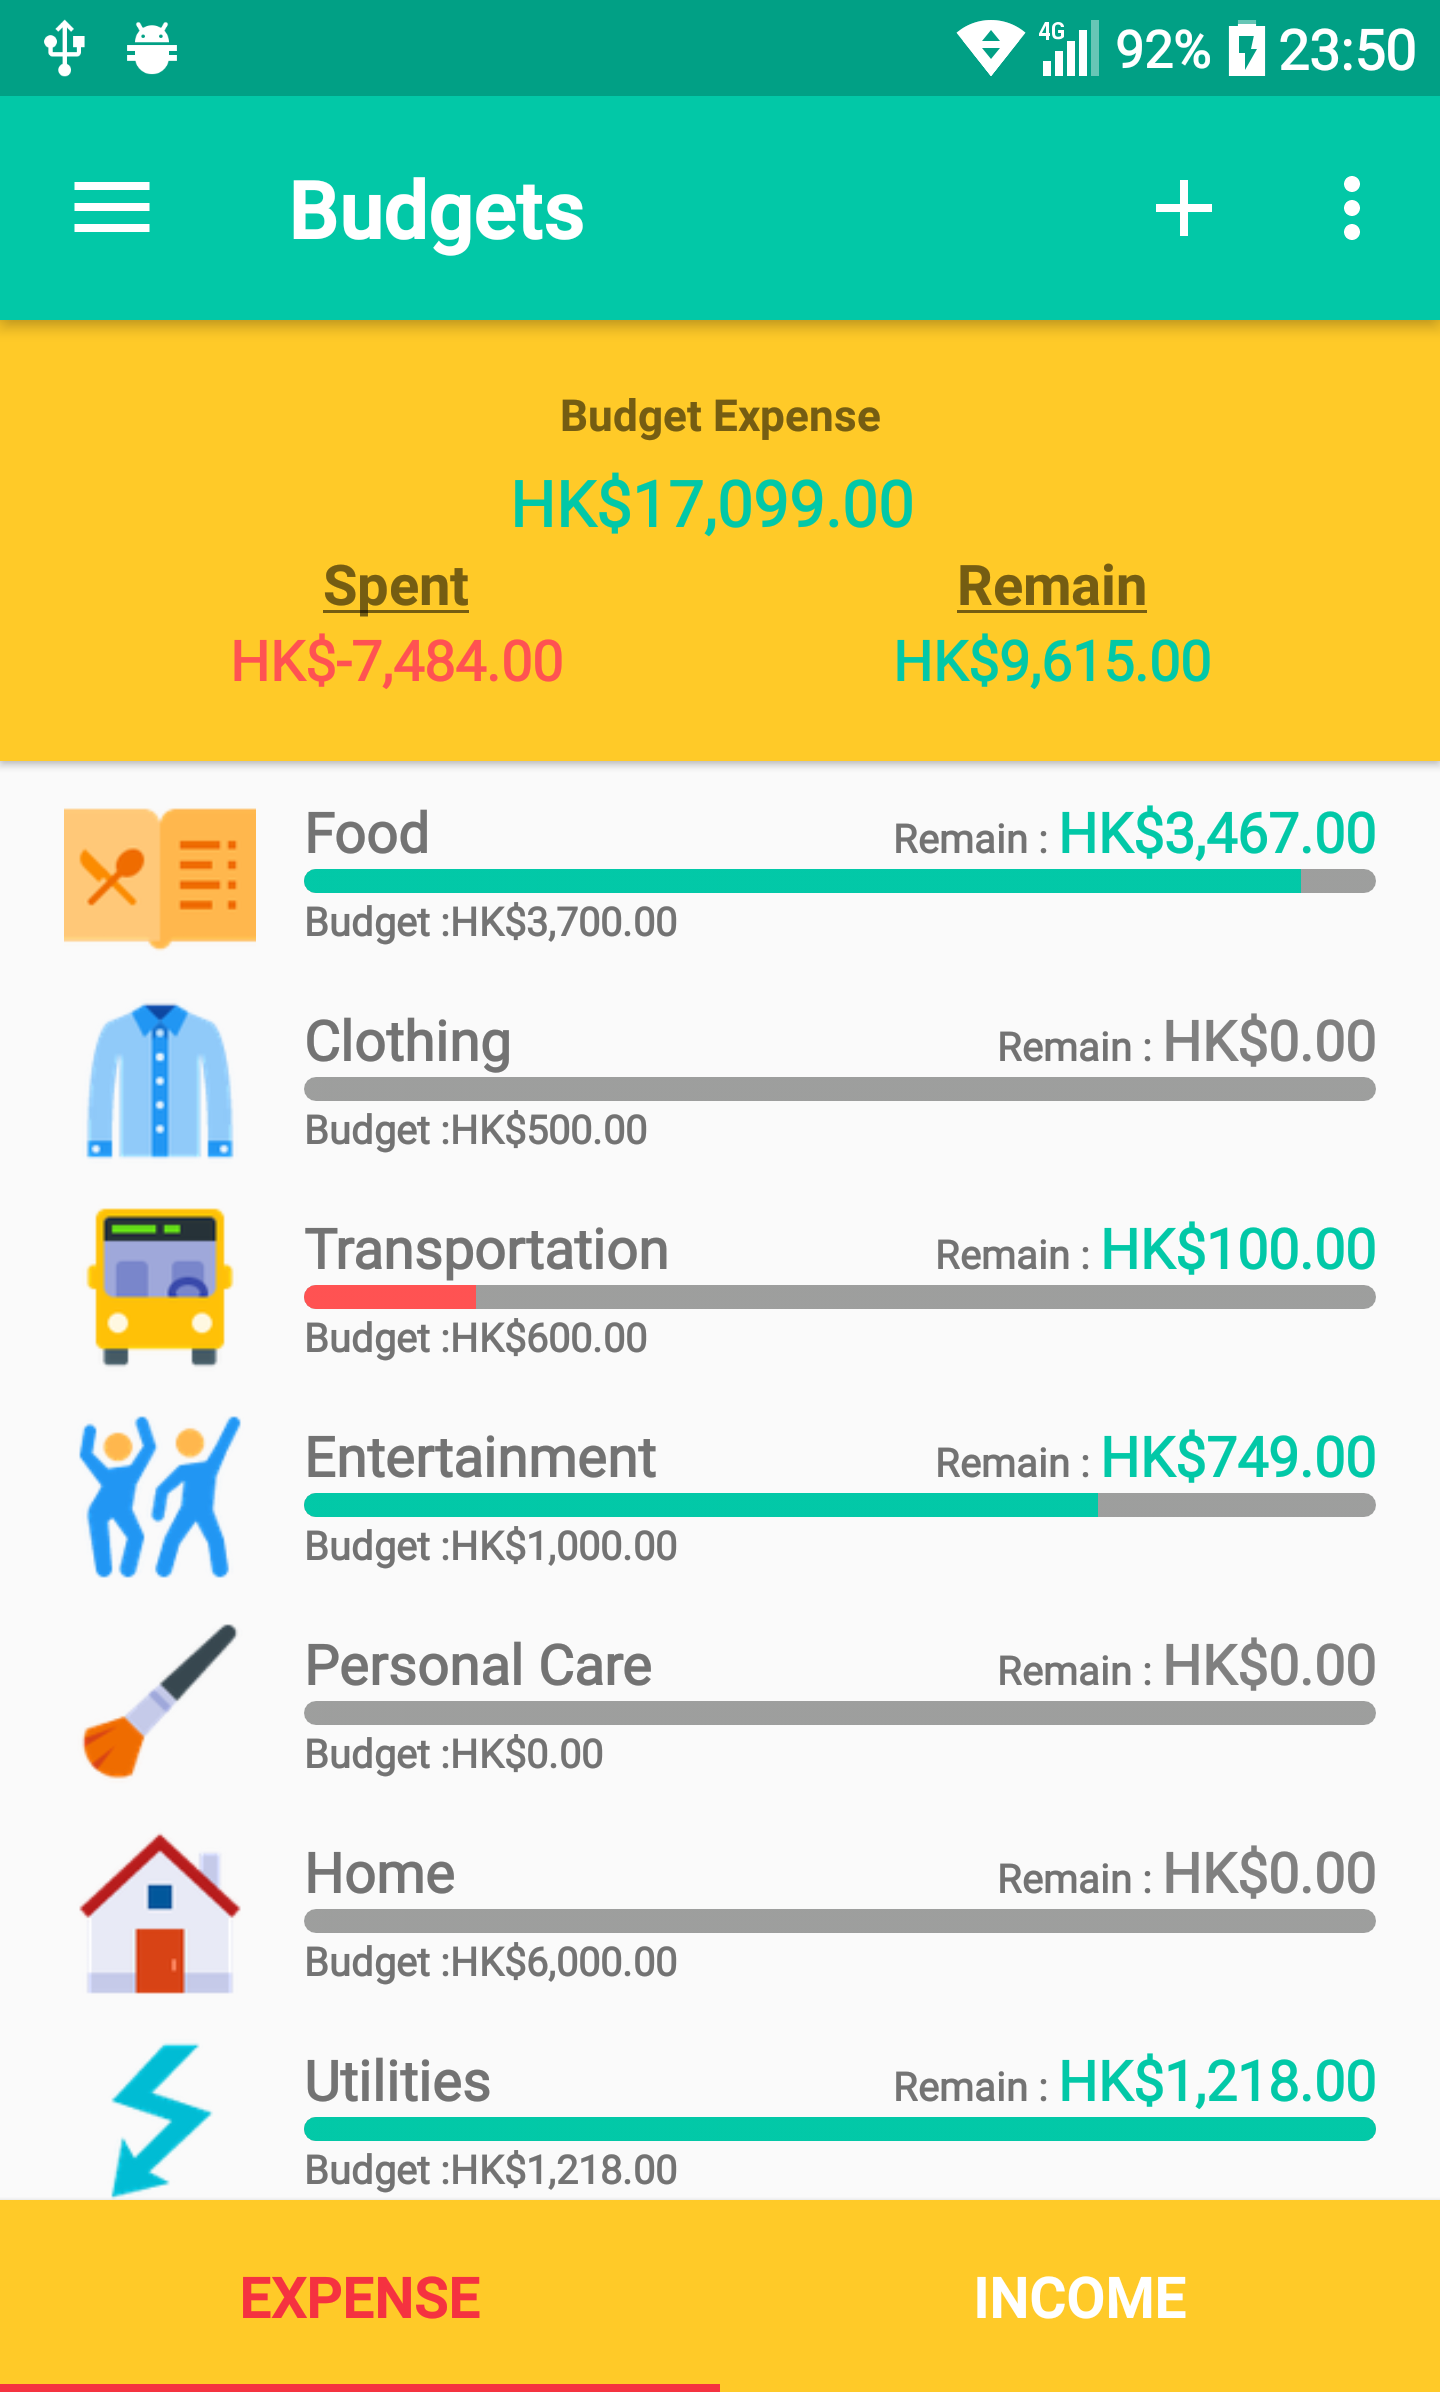 4G 92% 23:50
Budgets
Budget Expense
HK$17,099.00
Spent Remain
HK$-7,484.00 HK$9,615.00
Food Remain : HK$3,467.00
Budget :HK$3,700.00
Clothing Remain : HK$0.00
Budget :HK$500.00
Transportation Remain : HK$100.00
Budget :HK$600.00
Entertainment Remain : HK$749.00
Budget :HK$1,000.00
Personal Care Remain : HK$0.00
Budget :HK$0.00
Home Remain : HK$0.00
Budget :HK$6,000.00
Utilities Remain : HK$1,218.00
Budget :HK$1,218.00
EXPENSE INCOME